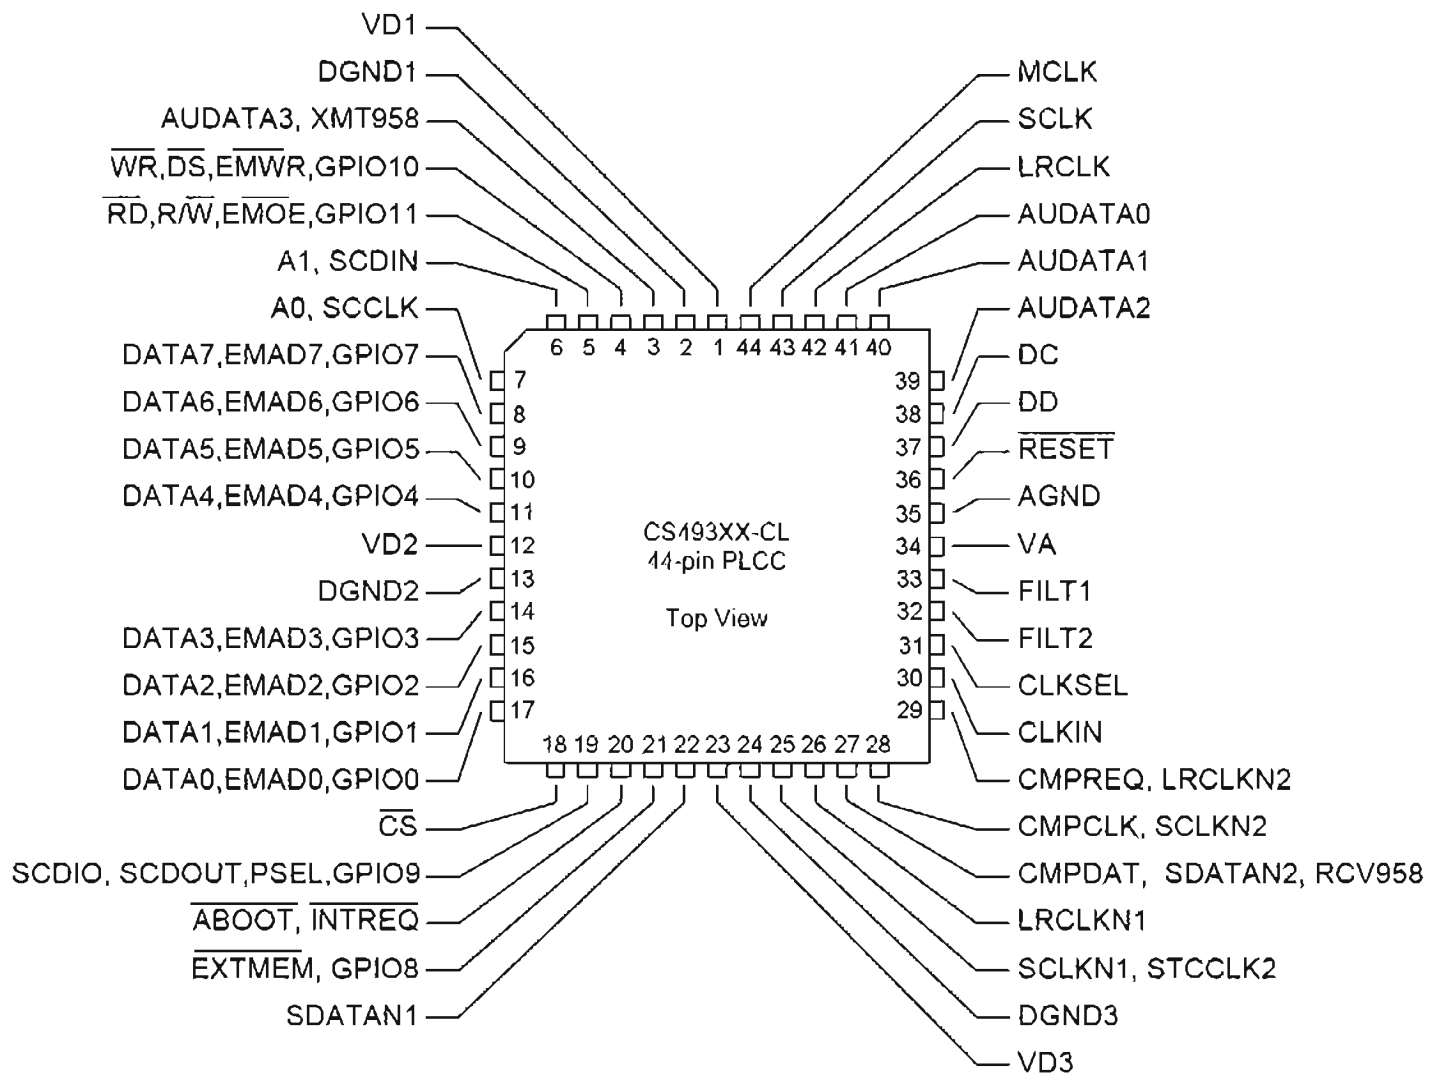 VD1
DGND1
AUDATA3, XMT958
WR,DS,EMWR,GPIO10
RD,R/W,EMOE,GPIO11
A1, SCDIN
A0, SCCLK
DATA7,EMAD7,GPIO7
DATA6,EMAD6,GPIO6
DATA5,EMAD5,GPIO5
DATA4,EMAD4,GPIO4
VD2
DGND2
DATA3,EMAD3,GPIO3
DATA2,EMAD2,GPIO2
DATA1,EMAD1,GPIO1
DATA0,EMAD0,GPIO0
CS
SCDIO, SCDOUT,PSEL,GPIO9
ABOOT, INTREQ
EXTMEM, GPIO8
SDATAN1
6 5 4 3 2 1 44 43 42 41 40
7
8
9
10
11
12
13
14
15
16
17
CS493XX-CL
44-pin PLCC
Top View
39
38
37
36
35
34
33
32
31
30
29
18 19 20 21 22 23 24 25 26 27 28
MCLK
SCLK
LRCLK
AUDATA0
AUDATA1
AUDATA2
DC
DD
RESET
AGND
VA
FILT1
FILT2
CLKSEL
CLKIN
CMPREQ, LRCLKN2
CMPCLK, SCLKN2
CMPDAT, SDATAN2, RCV958
LRCLKN1
SCLKN1, STCCLK2
DGND3
VD3